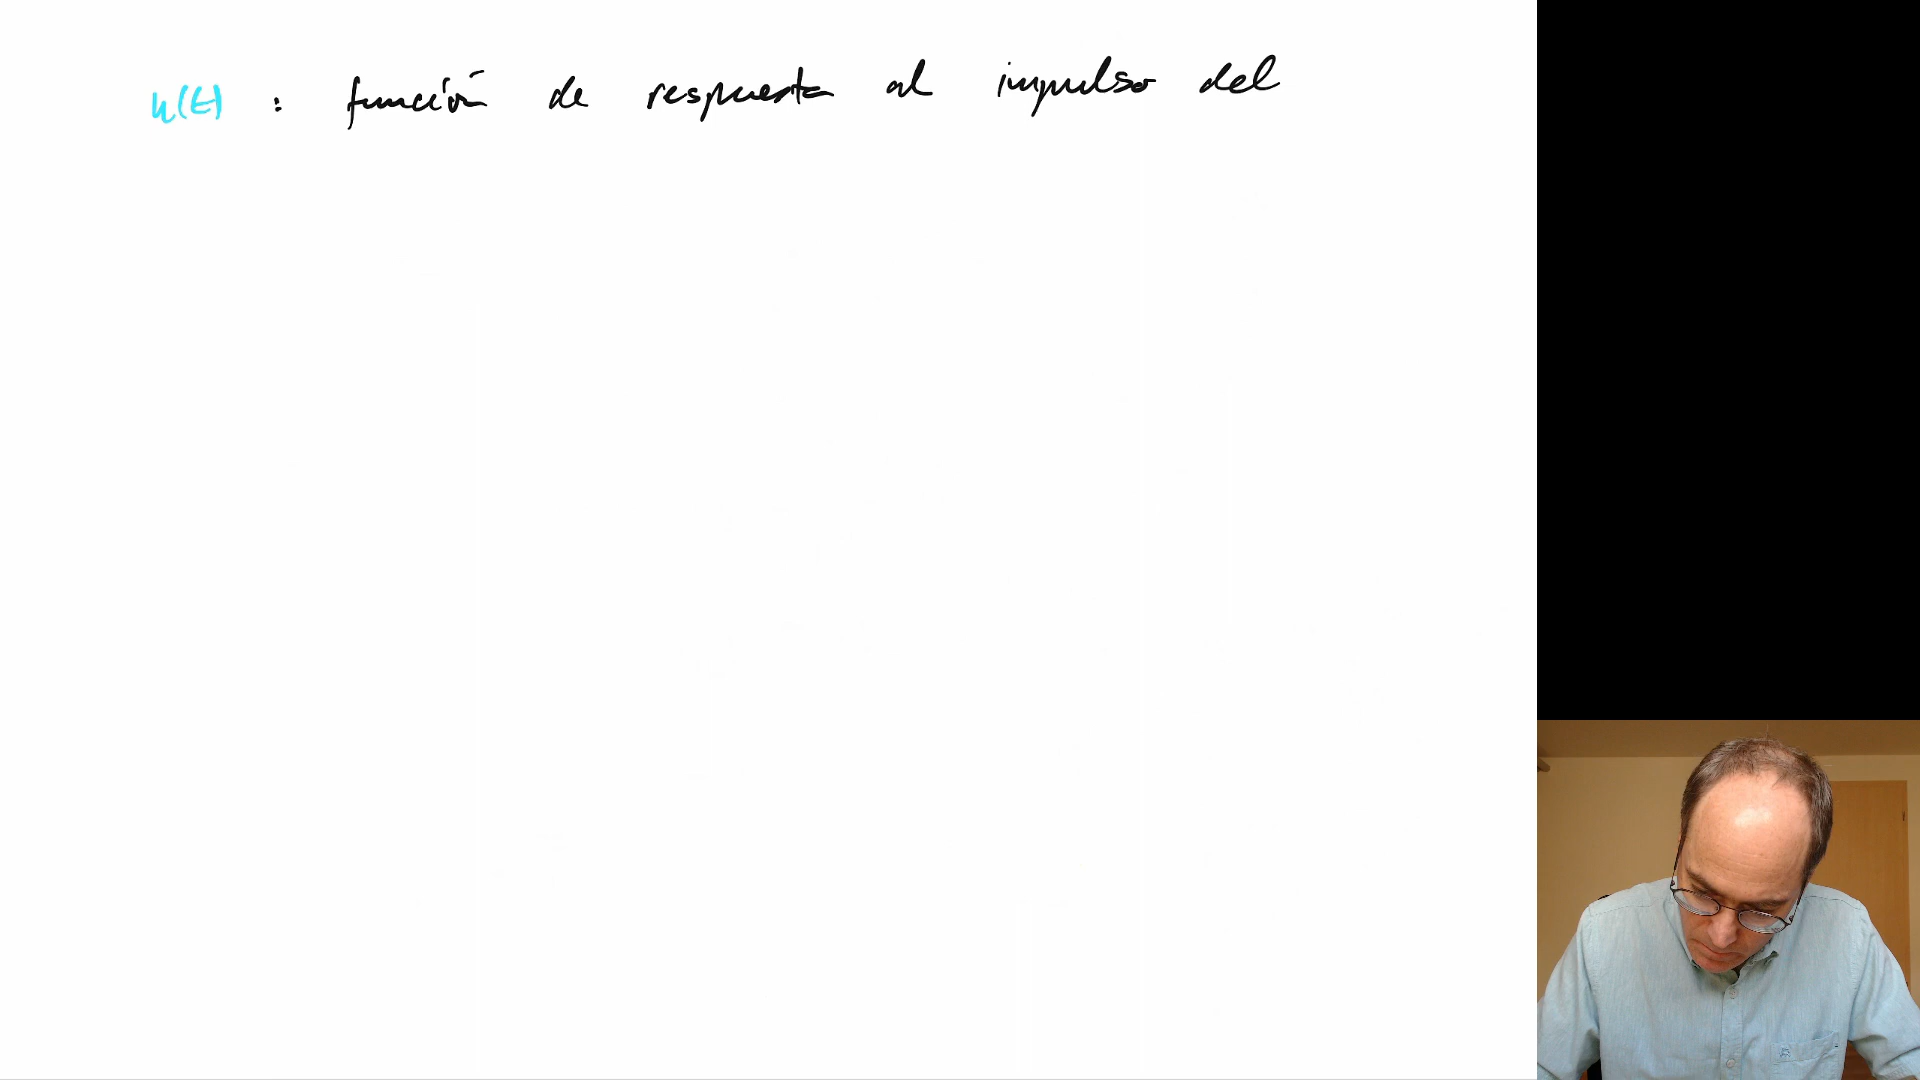 h(t) : función de respuesta al impulso del